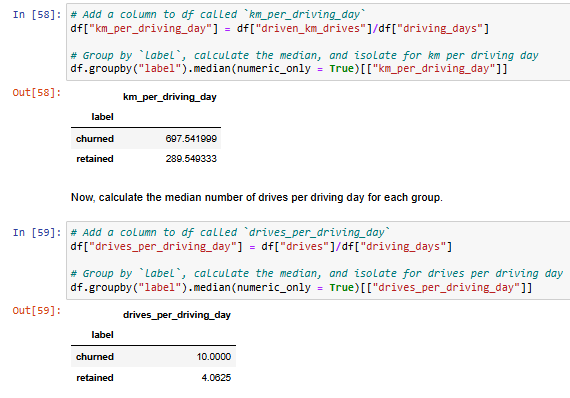 In [58]:
# Add a column to df called `km_per_driving_day`
df["km_per_driving_day"] = df["driven_km_drives"]/df["driving_days"]
# Group by `label`, calculate the median, and isolate for km per driving day
df.groupby("label").median(numeric_only = True)[["km_per_driving_day"]]
Out[58]:
km_per_driving_day
label
churned 697.541999
retained 289.549333
Now, calculate the median number of drives per driving day for each group.
In [59]:
# Add a column to df called `drives_per_driving_day`
df["drives_per_driving_day"] = df["drives"]/df["driving_days"]
# Group by `label`, calculate the median, and isolate for drives per driving day
df.groupby("label").median(numeric_only = True)[["drives_per_driving_day"]]
Out[59]:
drives_per_driving_day
label
churned 10.0000
retained 4.0625